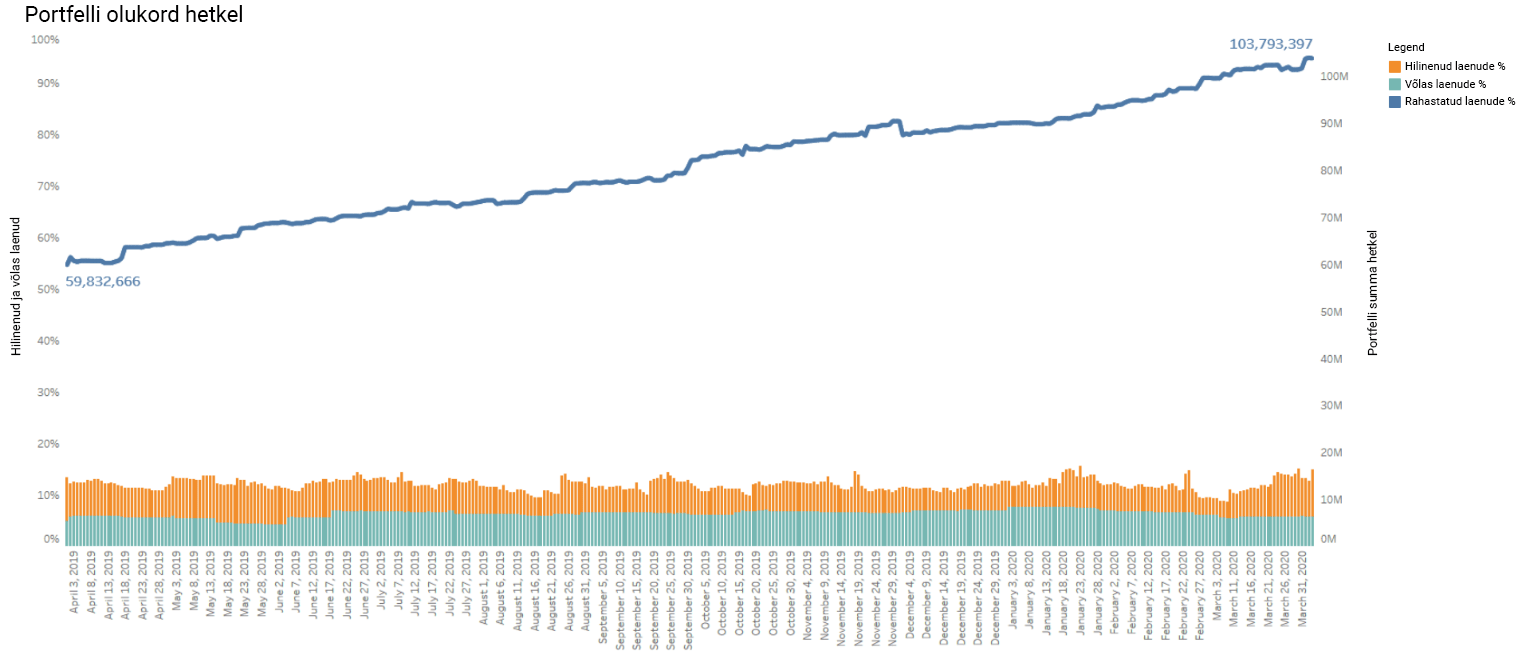 Portfelli olukord hetkel
103,793,397
59,832,666
Legend
Hilinenud laenude %
Võlas laenude %
Rahastatud laenude %
Hilinenud ja võlas laenud
100%
90%
80%
70%
60%
50%
40%
30%
20%
10%
0%
Portfelli summa hetkel
100M
90M
80M
70M
60M
50M
40M
30M
20M
10M
0M
April 3, 2019
April 8, 2019
April 13, 2019
April 18, 2019
April 23, 2019
April 28, 2019
May 3, 2019
May 8, 2019
May 13, 2019
May 18, 2019
May 23, 2019
May 28, 2019
June 2, 2019
June 7, 2019
June 12, 2019
June 17, 2019
June 22, 2019
June 27, 2019
July 2, 2019
July 7, 2019
July 12, 2019
July 17, 2019
July 22, 2019
July 27, 2019
August 1, 2019
August 6, 2019
August 11, 2019
August 16, 2019
August 21, 2019
August 26, 2019
August 31, 2019
September 5, 2019
September 10, 2019
September 15, 2019
September 20, 2019
September 25, 2019
September 30, 2019
October 5, 2019
October 10, 2019
October 15, 2019
October 20, 2019
October 25, 2019
October 30, 2019
November 4, 2019
November 9, 2019
November 14, 2019
November 19, 2019
November 24, 2019
November 29, 2019
December 4, 2019
December 9, 2019
December 14, 2019
December 19, 2019
December 24, 2019
December 29, 2019
January 3, 2020
January 8, 2020
January 13, 2020
January 18, 2020
January 23, 2020
January 28, 2020
February 2, 2020
February 7, 2020
February 12, 2020
February 17, 2020
February 22, 2020
February 27, 2020
March 3, 2020
March 11, 2020
March 16, 2020
March 21, 2020
March 26, 2020
March 31, 2020